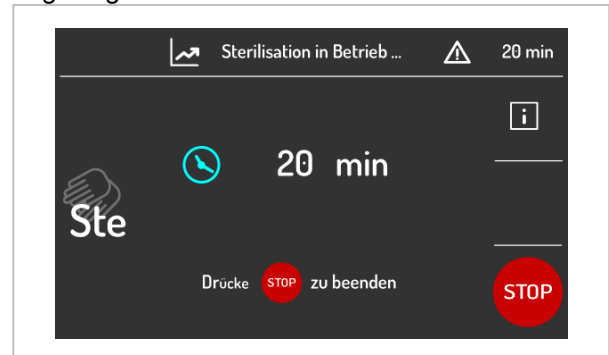 Sterilisation in Betrieb ...
20 min
i
20 min
Ste
Drücke STOP zu beenden
STOP